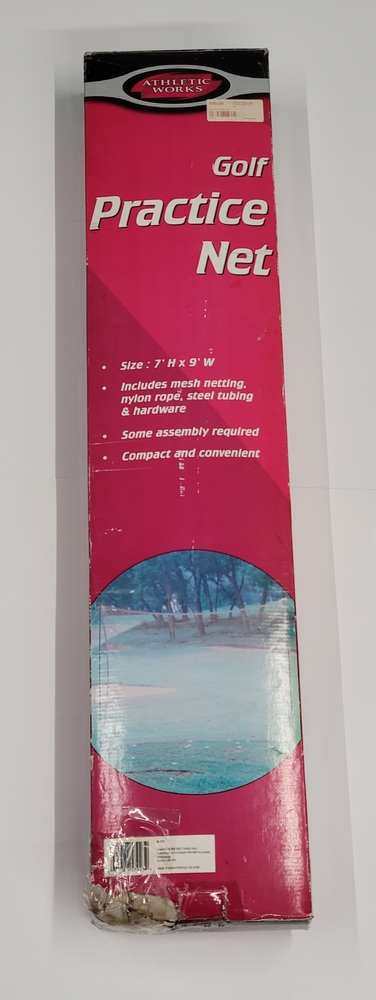 ATHLETIC
WORKS
Golf
Practice
Net
• Size : 7' H x 9' W
• Includes mesh netting,
nylon rope, steel tubing
& hardware
• Some assembly required
• Compact and convenient